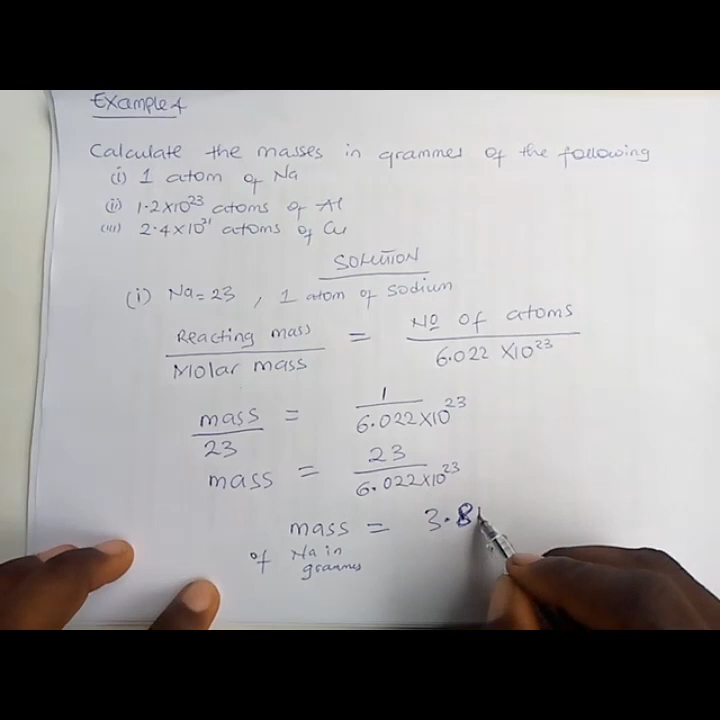 Example 4
Calculate the masses in grammes of the following
(i) 1 atom of Na
(ii) 1.2×10²³ atoms of Al
(iii) 2.4×10²¹ atoms of Cu
SOLUTION
(i) Na = 23 , 1 atom of sodium
Reacting mass / Molar mass = No of atoms / 6.022 ×10²³
mass / 23 = 1 / 6.022×10²³
mass = 23 / 6.022×10²³
mass = 3.8
of Na in
grammes